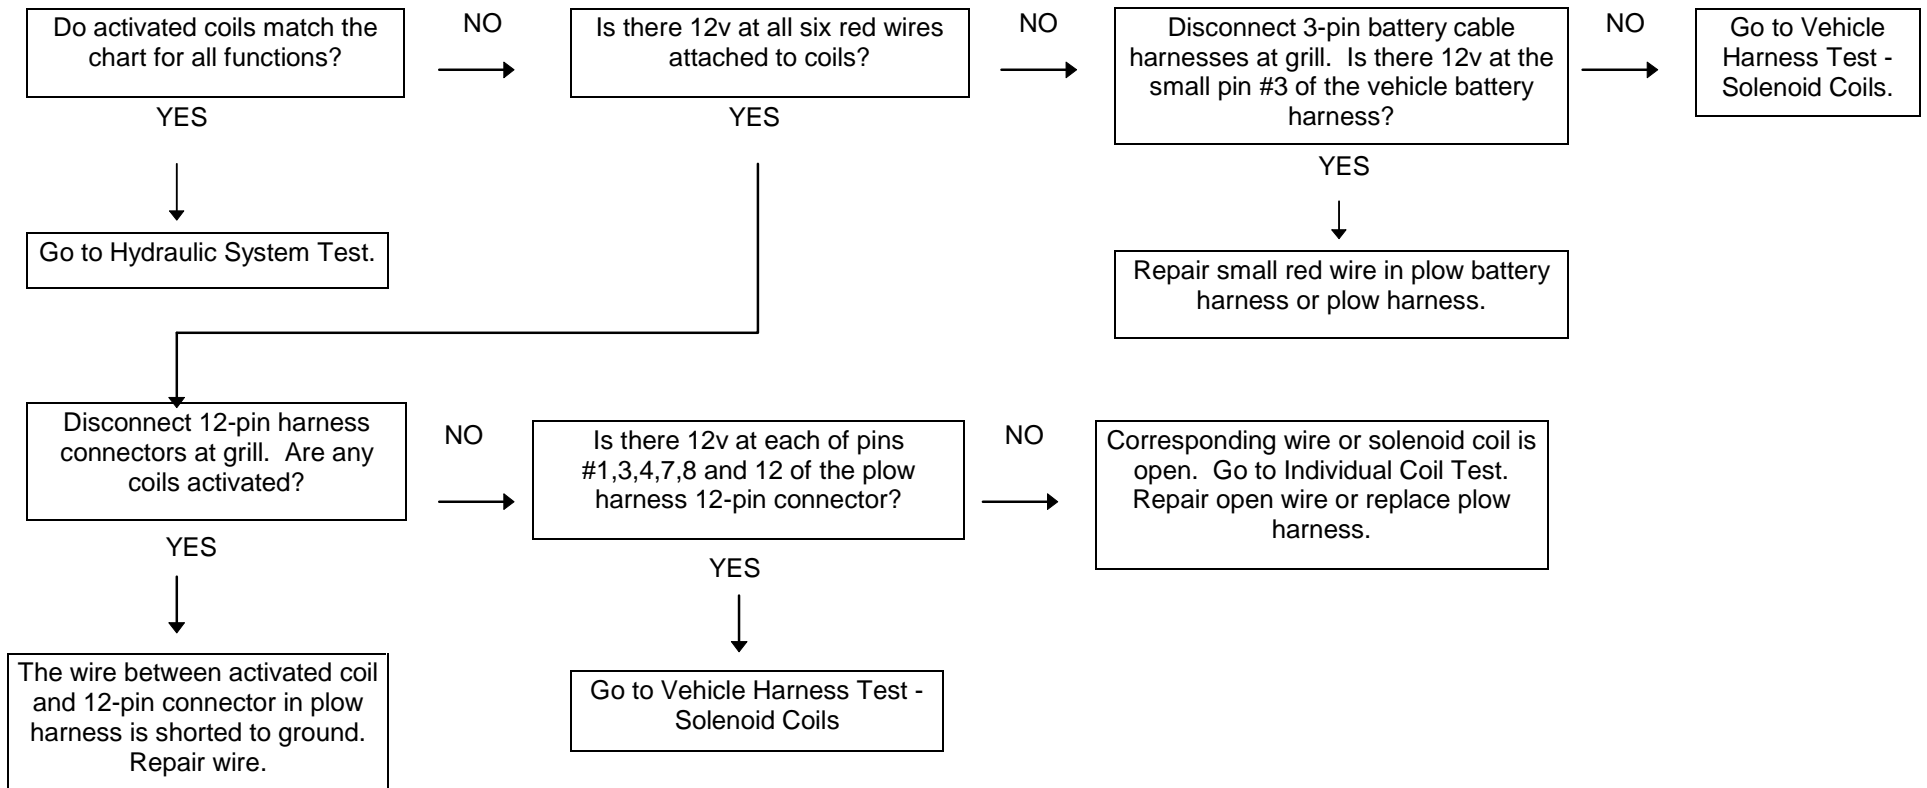 Do activated coils match the
chart for all functions?
NO
Is there 12v at all six red wires
attached to coils?
NO
Disconnect 3-pin battery cable
harnesses at grill.  Is there 12v at the
small pin #3 of the vehicle battery
harness?
NO
Go to Vehicle
Harness Test -
Solenoid Coils.
YES
YES
YES
Go to Hydraulic System Test.
Repair small red wire in plow battery
harness or plow harness.
Disconnect 12-pin harness
connectors at grill.  Are any
coils activated?
NO
Is there 12v at each of pins
#1,3,4,7,8 and 12 of the plow
harness 12-pin connector?
NO
Corresponding wire or solenoid coil is
open.  Go to Individual Coil Test.
Repair open wire or replace plow
harness.
YES
YES
The wire between activated coil
and 12-pin connector in plow
harness is shorted to ground.
Repair wire.
Go to Vehicle Harness Test -
Solenoid Coils